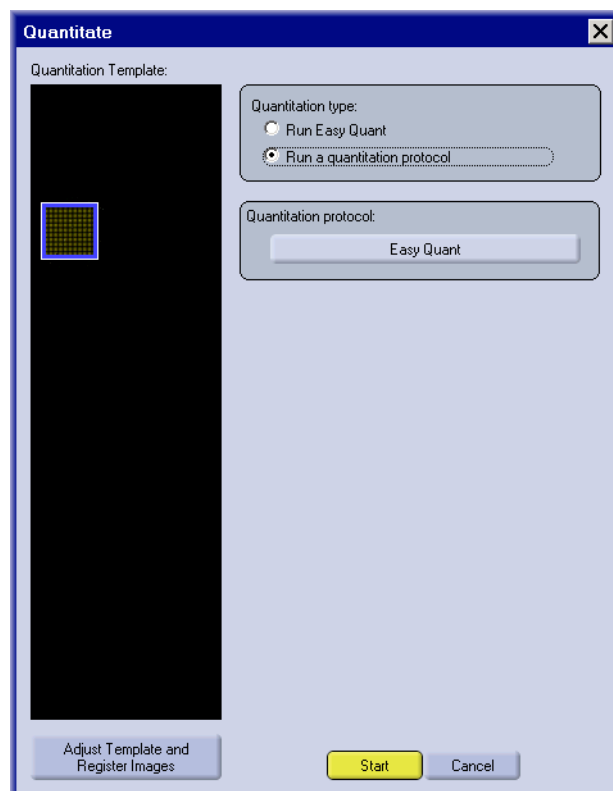 Quantitate
Quantitation Template:
Quantitation type:
Run Easy Quant
Run a quantitation protocol
Quantitation protocol:
Easy Quant
Adjust Template and
Register Images
Start
Cancel